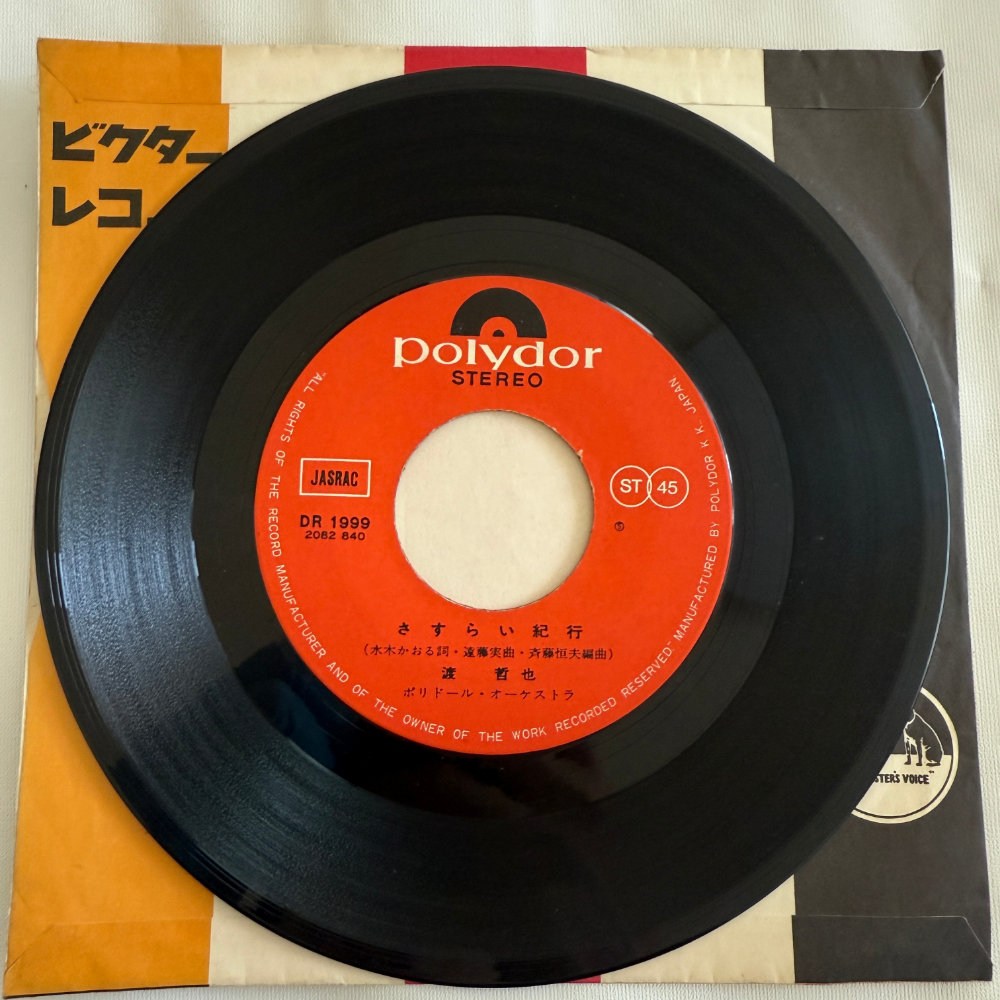 ビクター
レコ
polydor
STEREO
JASRAC
DR 1999
2082 840
ST 45
Ⓢ
さすらい紀行
(水木かおる詞・遠藤実曲・斉藤恒夫編曲)
渡 哲也
ポリドール・オーケストラ
"ALL RIGHTS OF THE RECORD MANUFACTURER AND OF THE OWNER OF THE WORK RECORDED RESERVED." MANUFACTURED BY POLYDOR K.K. JAPAN
STER'S VOICE"